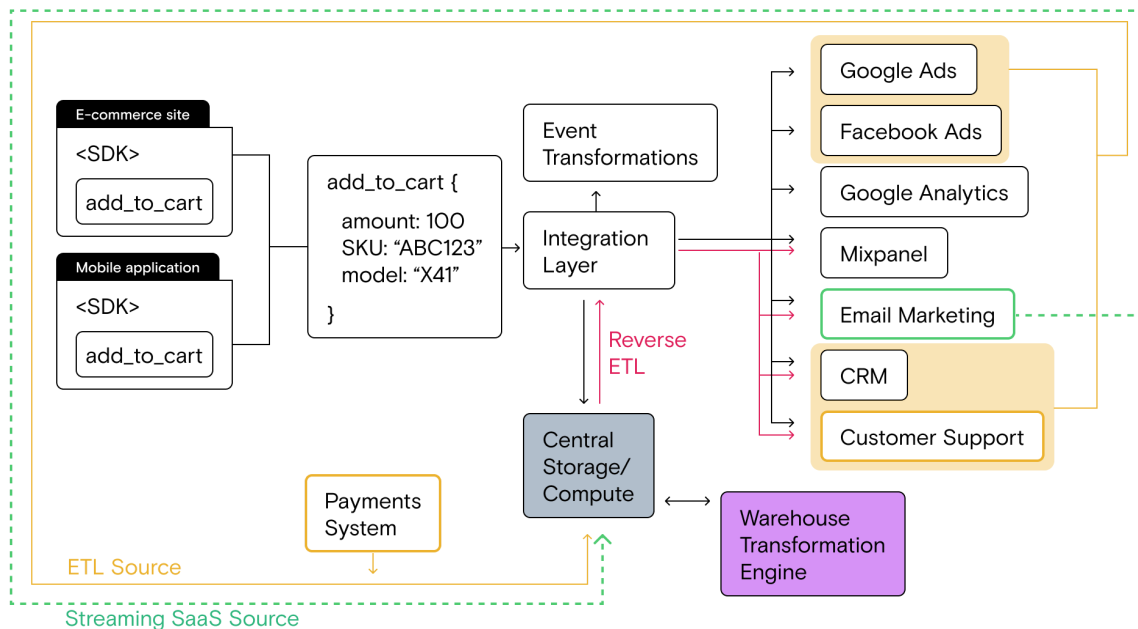 E-commerce site
<SDK>
add_to_cart
Mobile application
<SDK>
add_to_cart
add_to_cart {
amount: 100
SKU: “ABC123”
model: “X41”
}
Event
Transformations
Integration
Layer
Reverse
ETL
Central
Storage/
Compute
Payments
System
Warehouse
Transformation
Engine
Google Ads
Facebook Ads
Google Analytics
Mixpanel
Email Marketing
CRM
Customer Support
ETL Source
Streaming SaaS Source